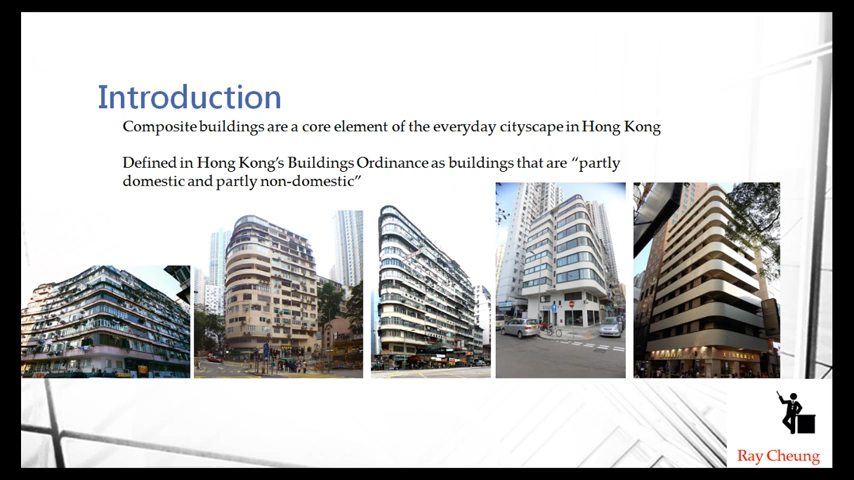 Introduction
Composite buildings are a core element of the everyday cityscape in Hong Kong
Defined in Hong Kong's Buildings Ordinance as buildings that are “partly
domestic and partly non-domestic”
Ray Cheung